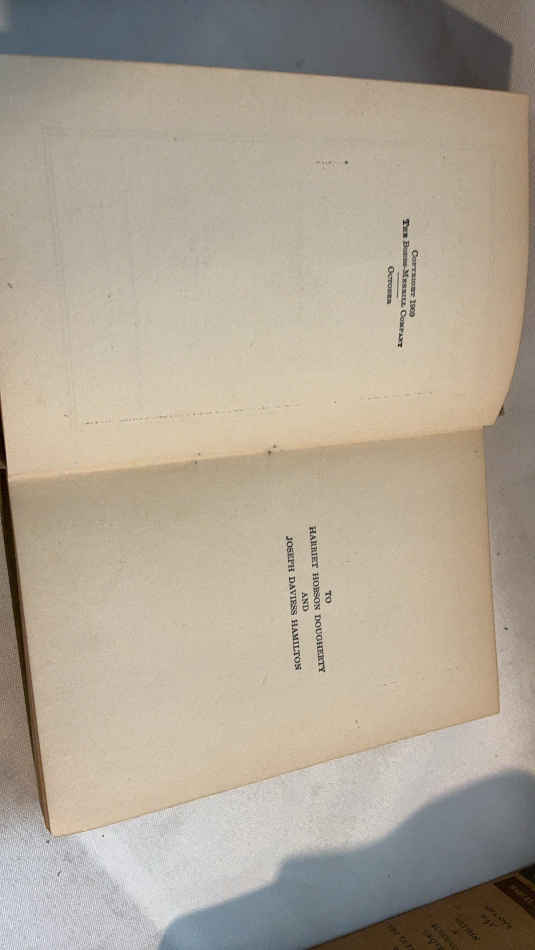 COPYRIGHT 1909
THE BOBBS-MERRILL COMPANY
OCTOBER
TO
HARRIET HOBSON DOUGHERTY
AND
JOSEPH DAVIESS HAMILTON